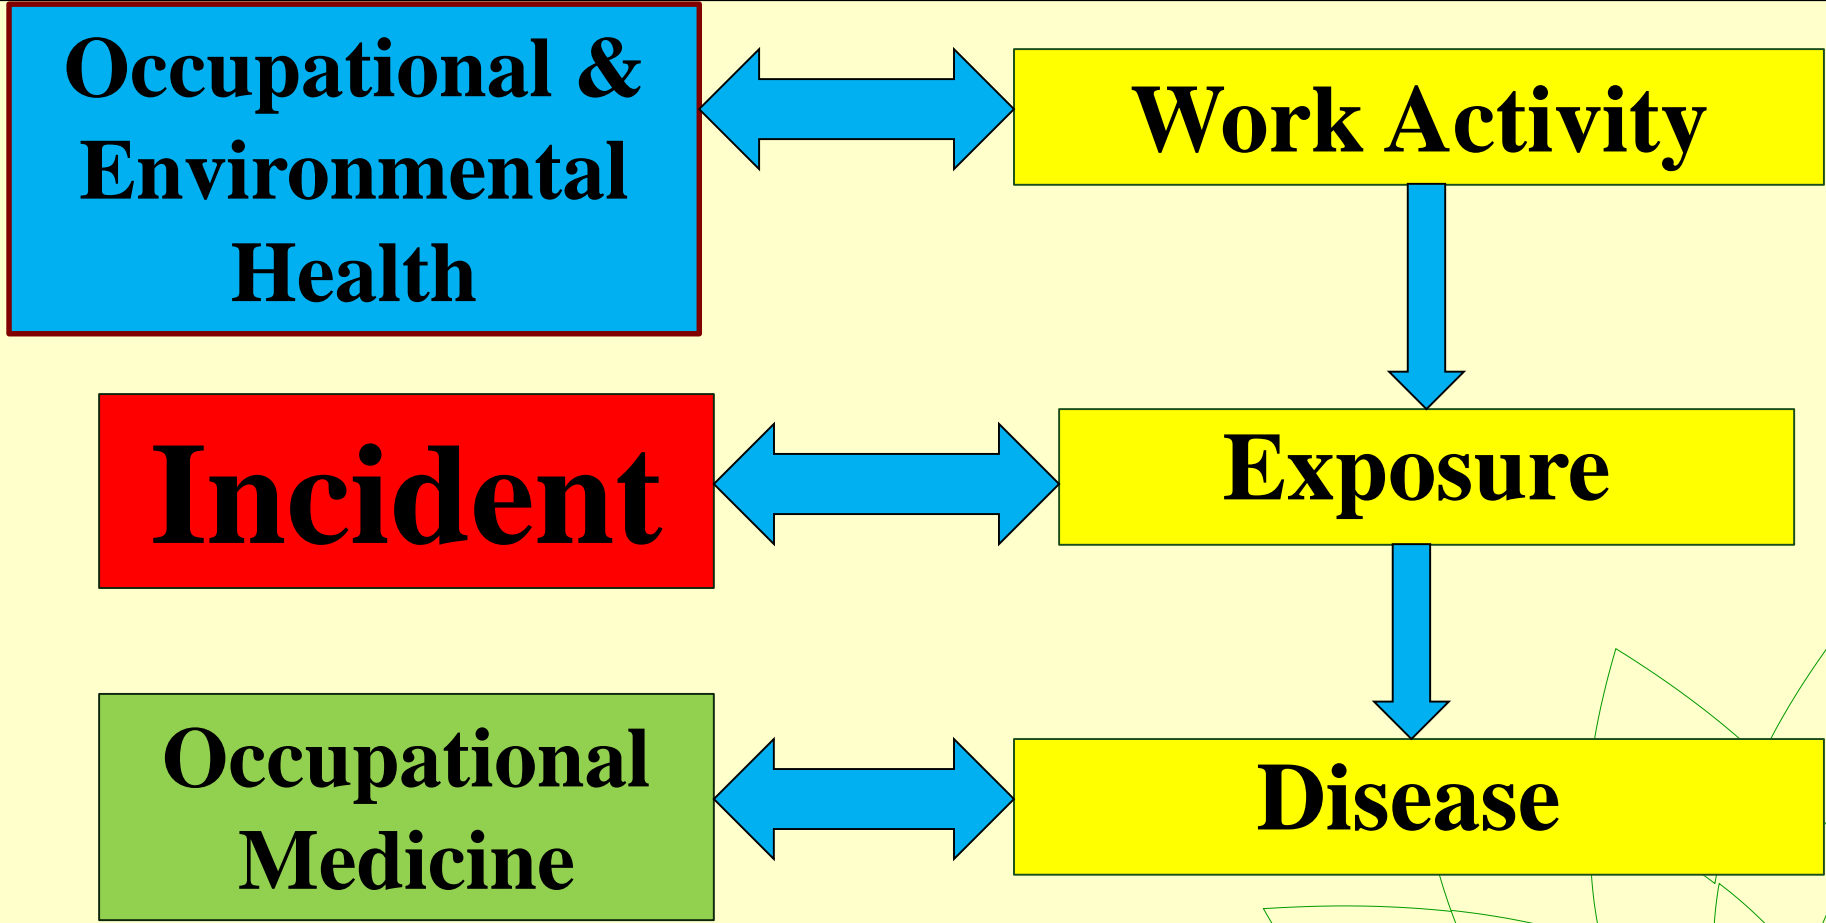 Occupational &
Environmental
Health
Work Activity
Incident
Exposure
Occupational
Medicine
Disease